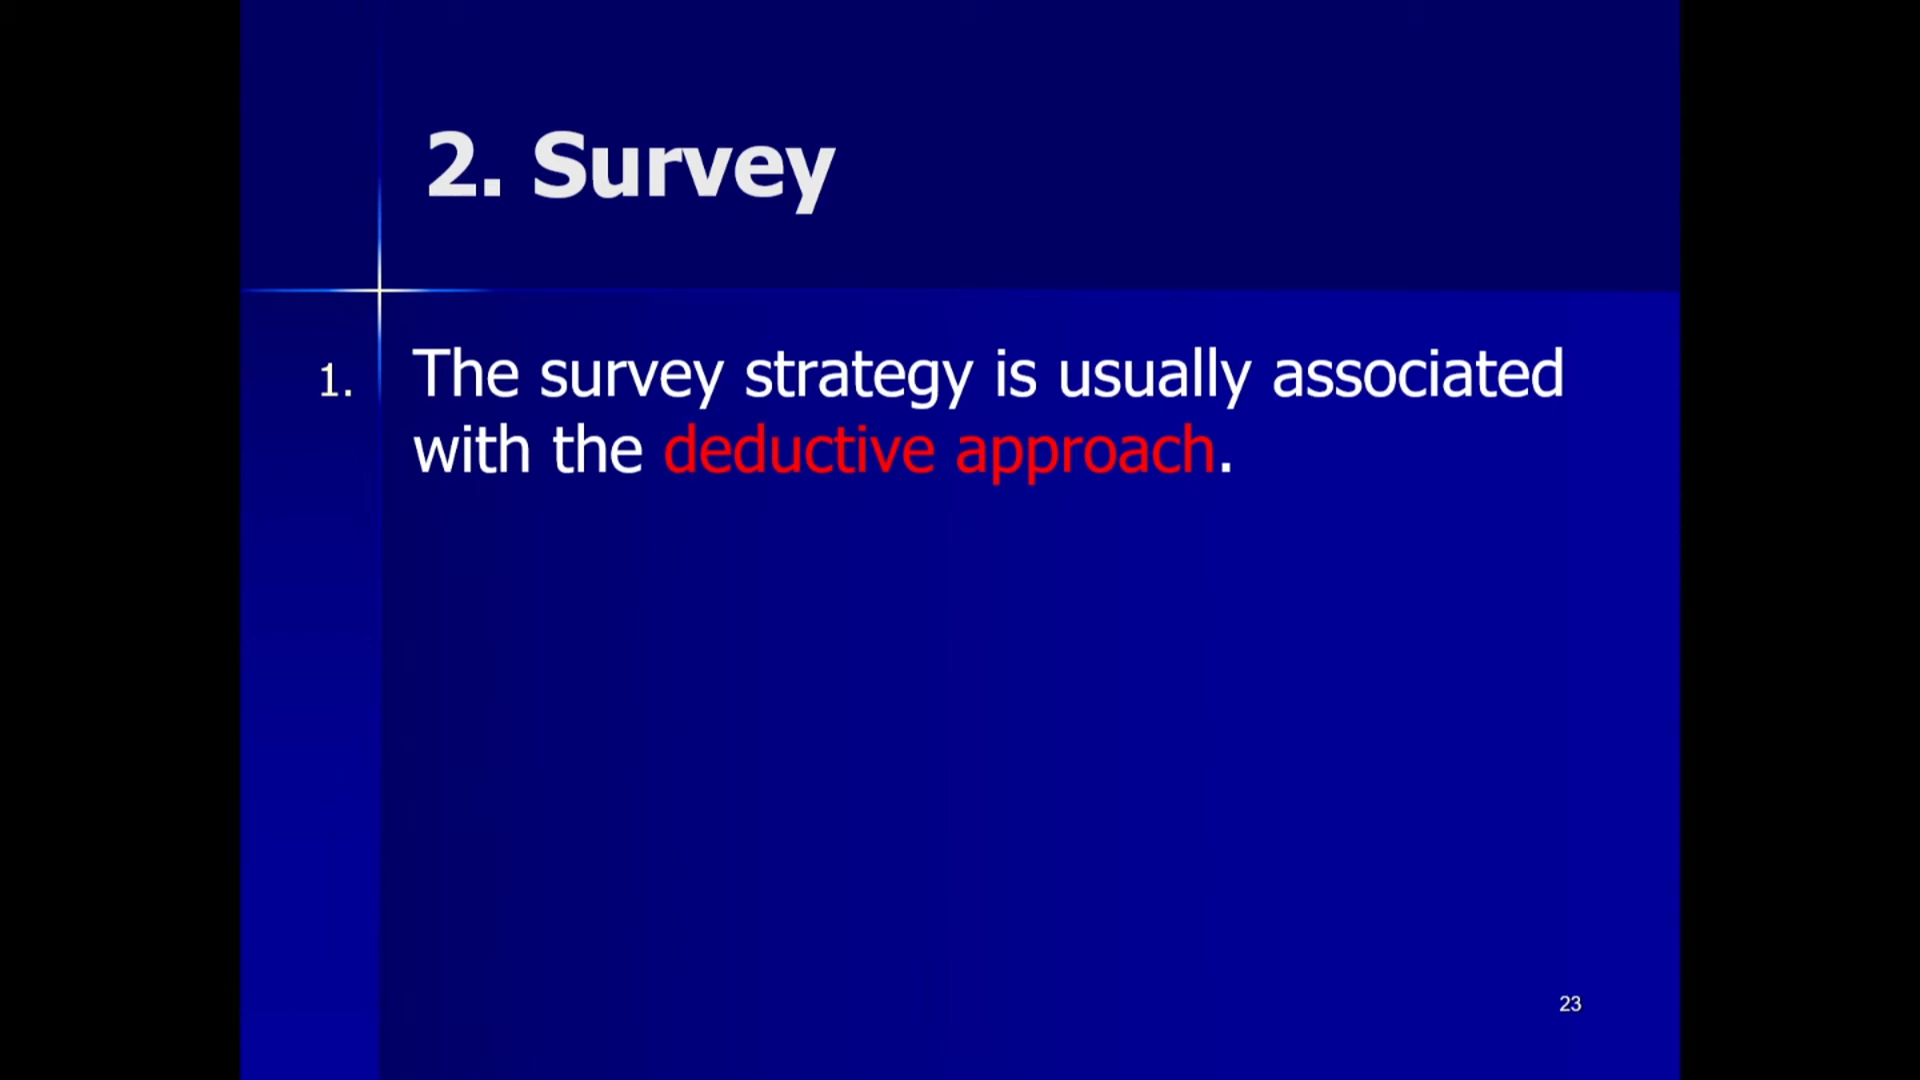 2. Survey
1. The survey strategy is usually associated
with the deductive approach.
23